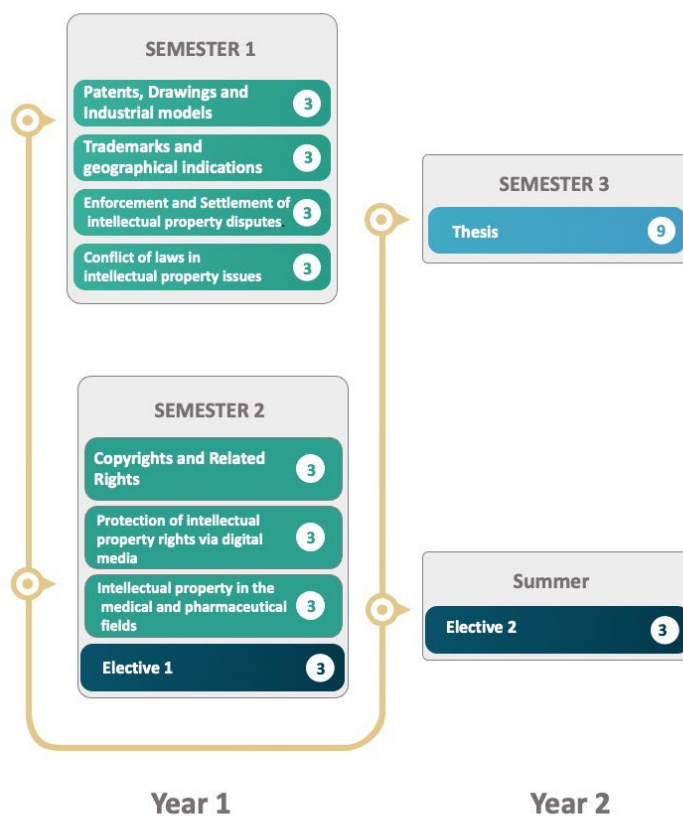 SEMESTER 1
Patents, Drawings and
Industrial models
3
Trademarks and
geographical indications
3
Enforcement and Settlement of
intellectual property disputes.
3
Conflict of laws in
intellectual property issues
3
SEMESTER 2
Copyrights and Related
Rights
3
Protection of intellectual
property rights via digital
media
3
Intellectual property in the
medical and pharmaceutical
fields
3
Elective 1
3
Year 1
SEMESTER 3
Thesis
9
Summer
Elective 2
3
Year 2